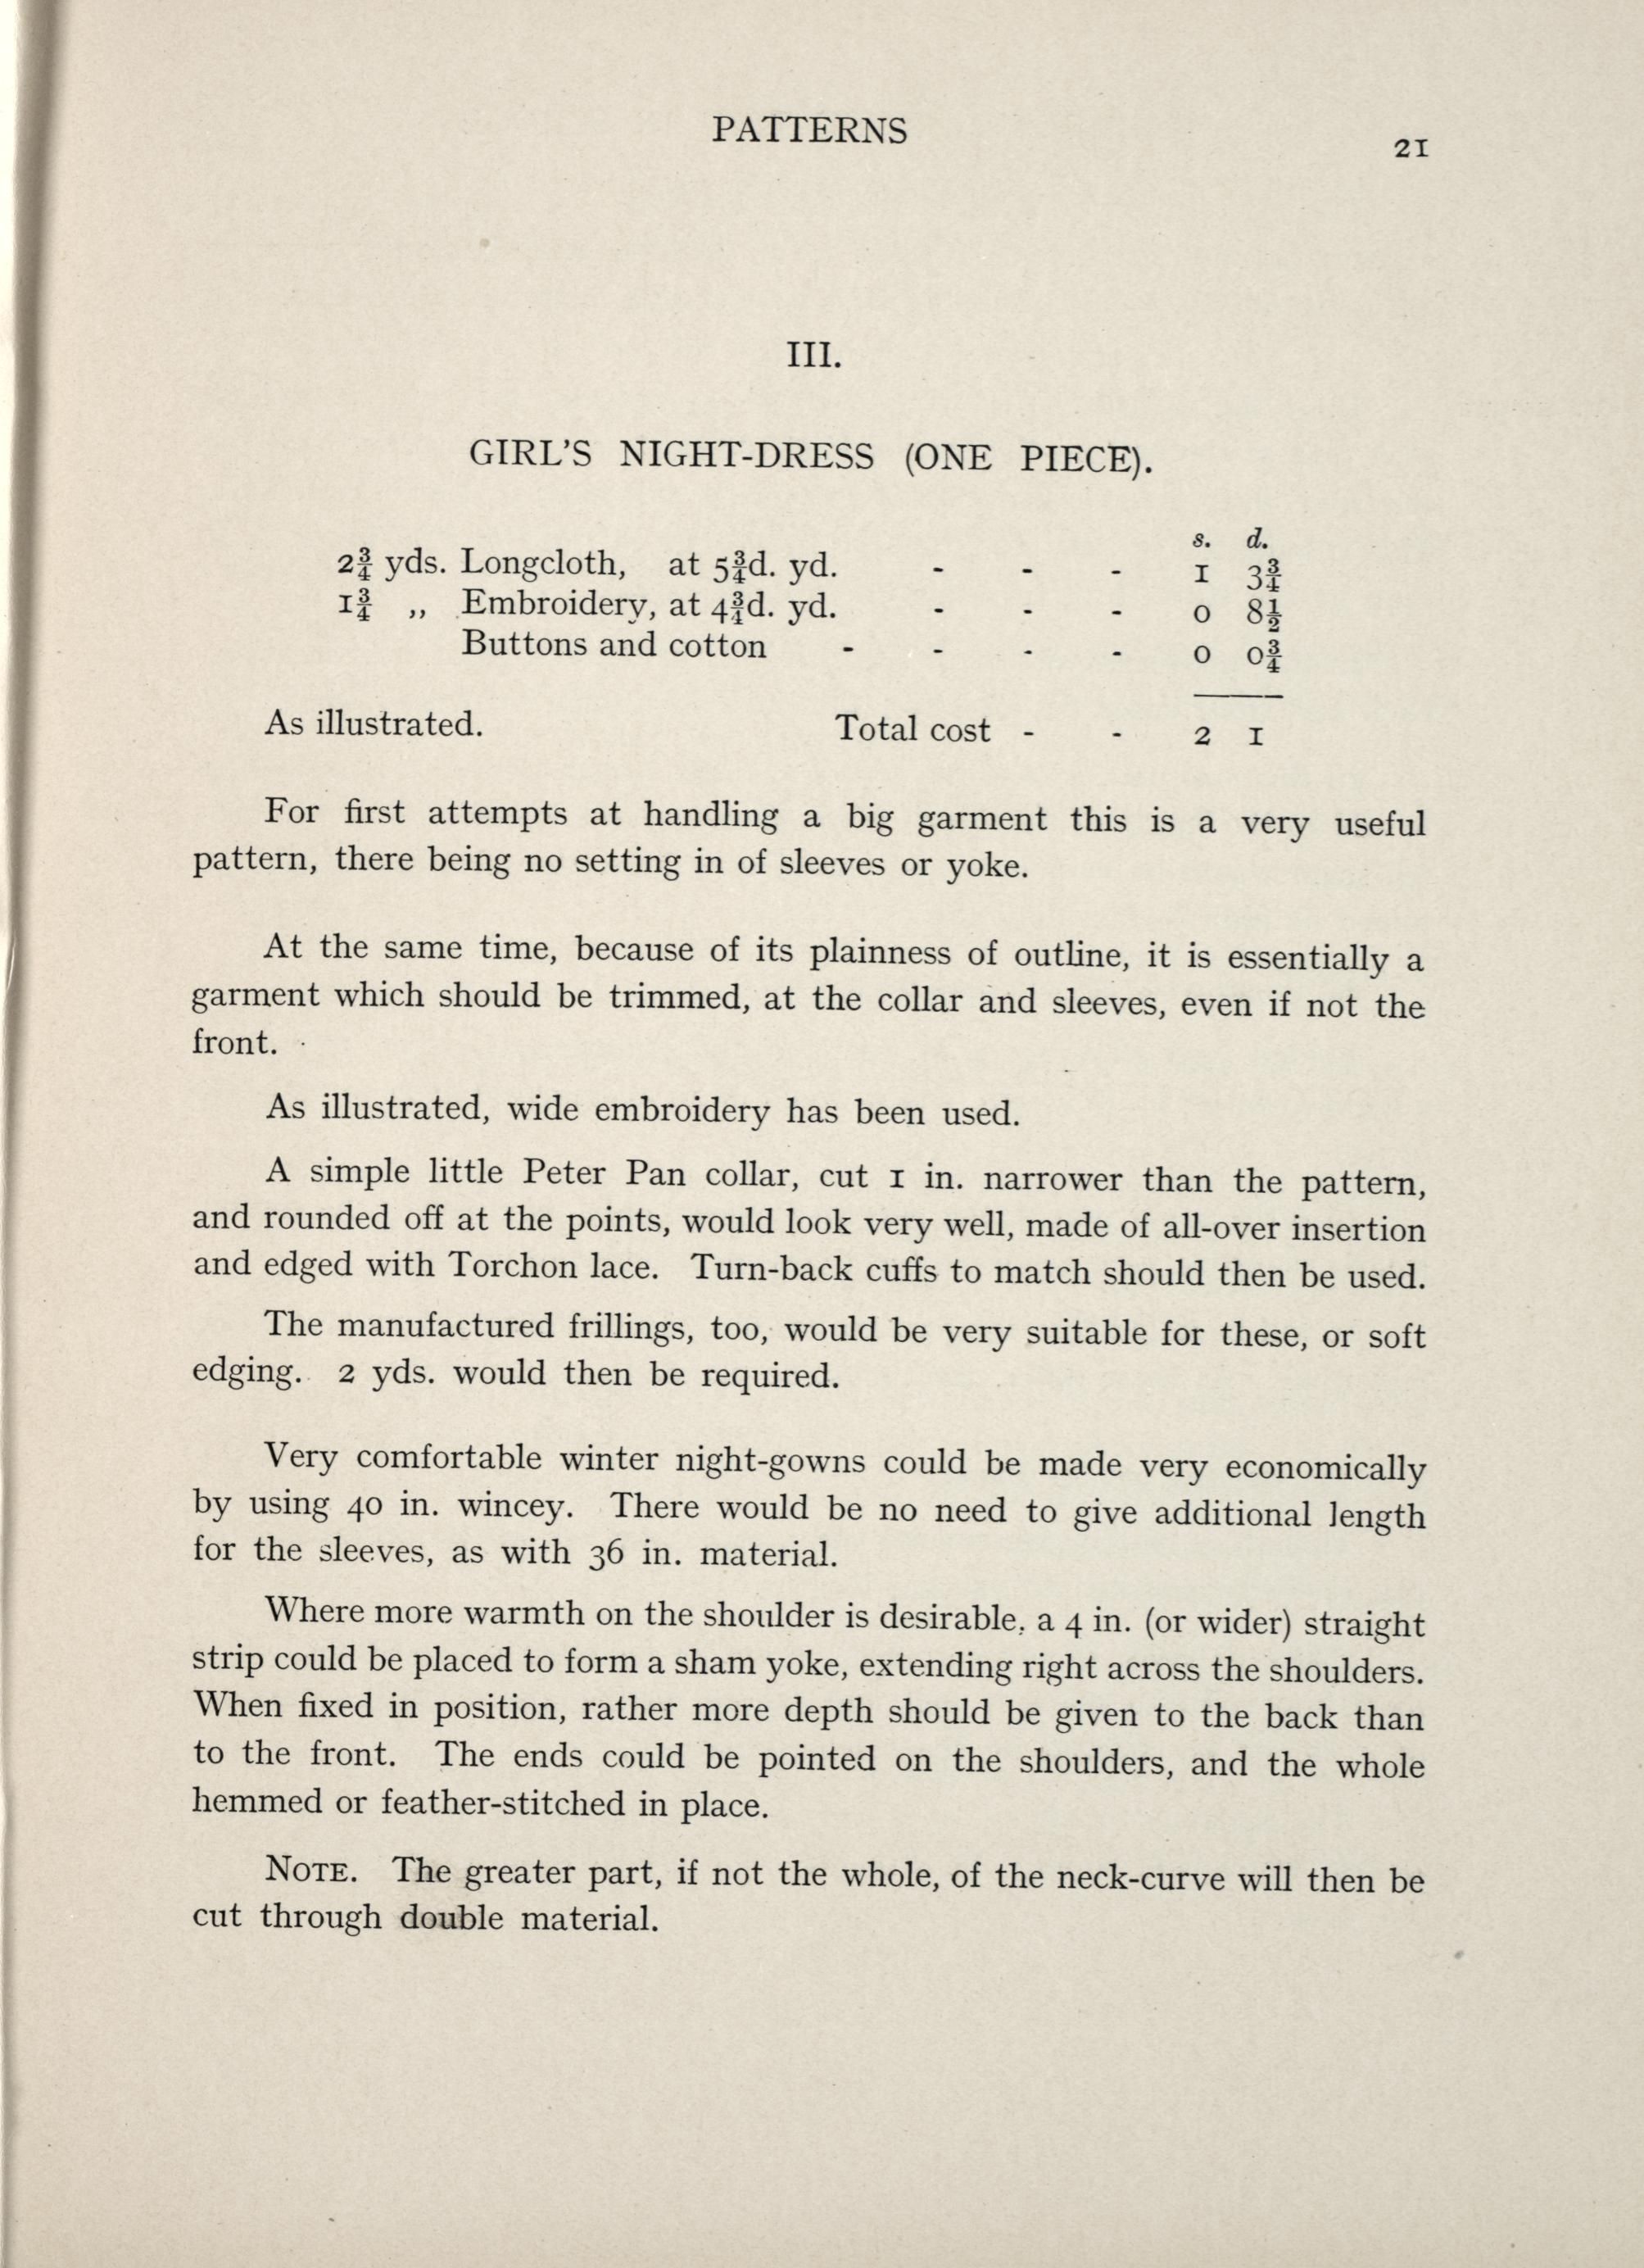 PATTERNS
21
III.
GIRL'S NIGHT-DRESS (ONE PIECE).
s. d.
2¾ yds. Longcloth, at 5¾d. yd. - - - 1 3¾
1¾ ,, Embroidery, at 4¾d. yd. - - - 0 8½
Buttons and cotton - - - - 0 0¾
As illustrated. Total cost - - 2 1
For first attempts at handling a big garment this is a very useful
pattern, there being no setting in of sleeves or yoke.
At the same time, because of its plainness of outline, it is essentially a
garment which should be trimmed, at the collar and sleeves, even if not the
front.
As illustrated, wide embroidery has been used.
A simple little Peter Pan collar, cut 1 in. narrower than the pattern,
and rounded off at the points, would look very well, made of all-over insertion
and edged with Torchon lace. Turn-back cuffs to match should then be used.
The manufactured frillings, too, would be very suitable for these, or soft
edging. 2 yds. would then be required.
Very comfortable winter night-gowns could be made very economically
by using 40 in. wincey. There would be no need to give additional length
for the sleeves, as with 36 in. material.
Where more warmth on the shoulder is desirable, a 4 in. (or wider) straight
strip could be placed to form a sham yoke, extending right across the shoulders.
When fixed in position, rather more depth should be given to the back than
to the front. The ends could be pointed on the shoulders, and the whole
hemmed or feather-stitched in place.
NOTE. The greater part, if not the whole, of the neck-curve will then be
cut through double material.